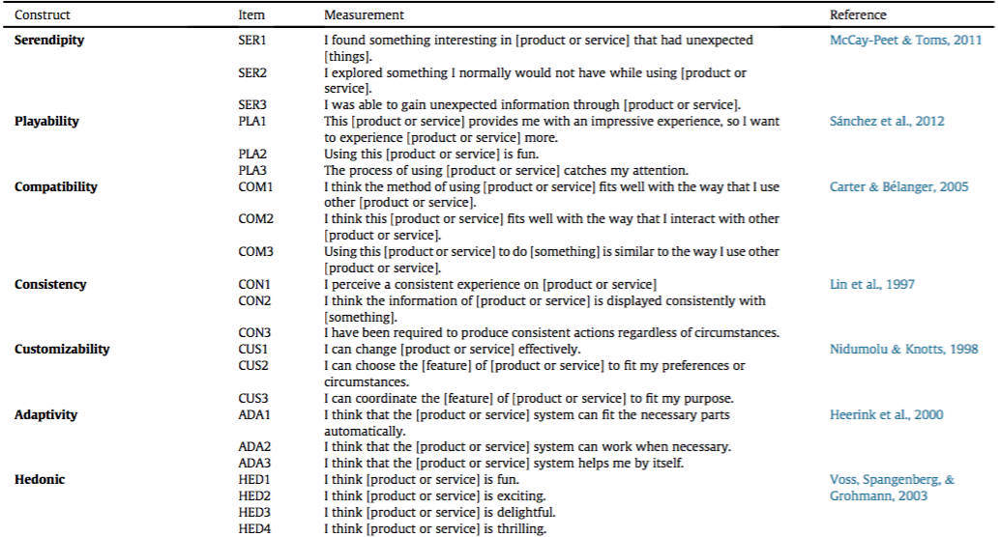 Construct Item Measurement Reference
Serendipity SER1 I found something interesting in [product or service] that had unexpected McCay-Peet & Toms, 2011
[things].
SER2 I explored something I normally would not have while using [product or
service].
SER3 I was able to gain unexpected information through [product or service].
Playability PLA1 This [product or service] provides me with an impressive experience, so I want Sánchez et al., 2012
to experience [product or service] more.
PLA2 Using this [product or service] is fun.
PLA3 The process of using [product or service] catches my attention.
Compatibility COM1 I think the method of using [product or service] fits well with the way that I use Carter & Bélanger, 2005
other [product or service].
COM2 I think this [product or service] fits well with the way that I interact with other
[product or service].
COM3 Using this [product or service] to do [something] is similar to the way I use other
[product or service].
Consistency CON1 I perceive a consistent experience on [product or service] Lin et al., 1997
CON2 I think the information of [product or service] is displayed consistently with
[something].
CON3 I have been required to produce consistent actions regardless of circumstances.
Customizability CUS1 I can change [product or service] effectively. Nidumolu & Knotts, 1998
CUS2 I can choose the [feature] of [product or service] to fit my preferences or
circumstances.
CUS3 I can coordinate the [feature] of [product or service] to fit my purpose.
Adaptivity ADA1 I think that the [product or service] system can fit the necessary parts Heerink et al., 2000
automatically.
ADA2 I think that the [product or service] system can work when necessary.
ADA3 I think that the [product or service] system helps me by itself.
Hedonic HED1 I think [product or service] is fun. Voss, Spangenberg, &
HED2 I think [product or service] is exciting. Grohmann, 2003
HED3 I think [product or service] is delightful.
HED4 I think [product or service] is thrilling.